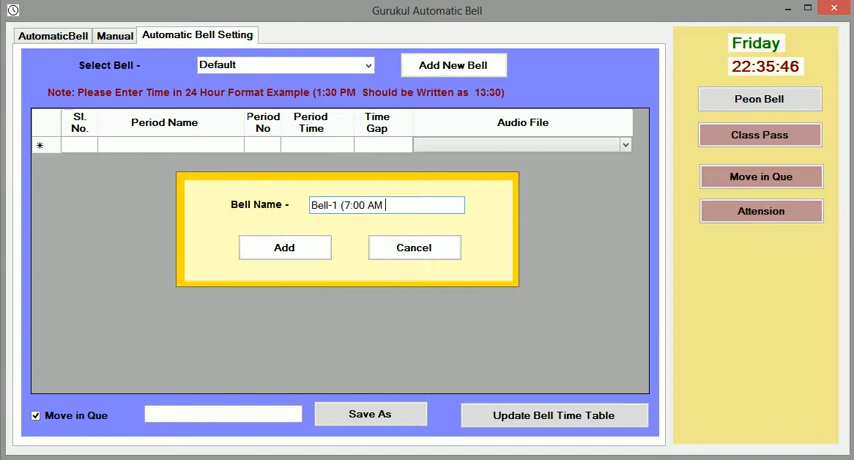 Gurukul Automatic Bell
AutomaticBell Manual Automatic Bell Setting
Select Bell - Default Add New Bell
Note: Please Enter Time in 24 Hour Format Example (1:30 PM Should be Written as 13:30)
Sl. No. Period Name Period No Period Time Time Gap Audio File
Bell Name - Bell-1 (7:00 AM
Add Cancel
Move in Que Save As Update Bell Time Table
Friday
22:35:46
Peon Bell
Class Pass
Move in Que
Attension